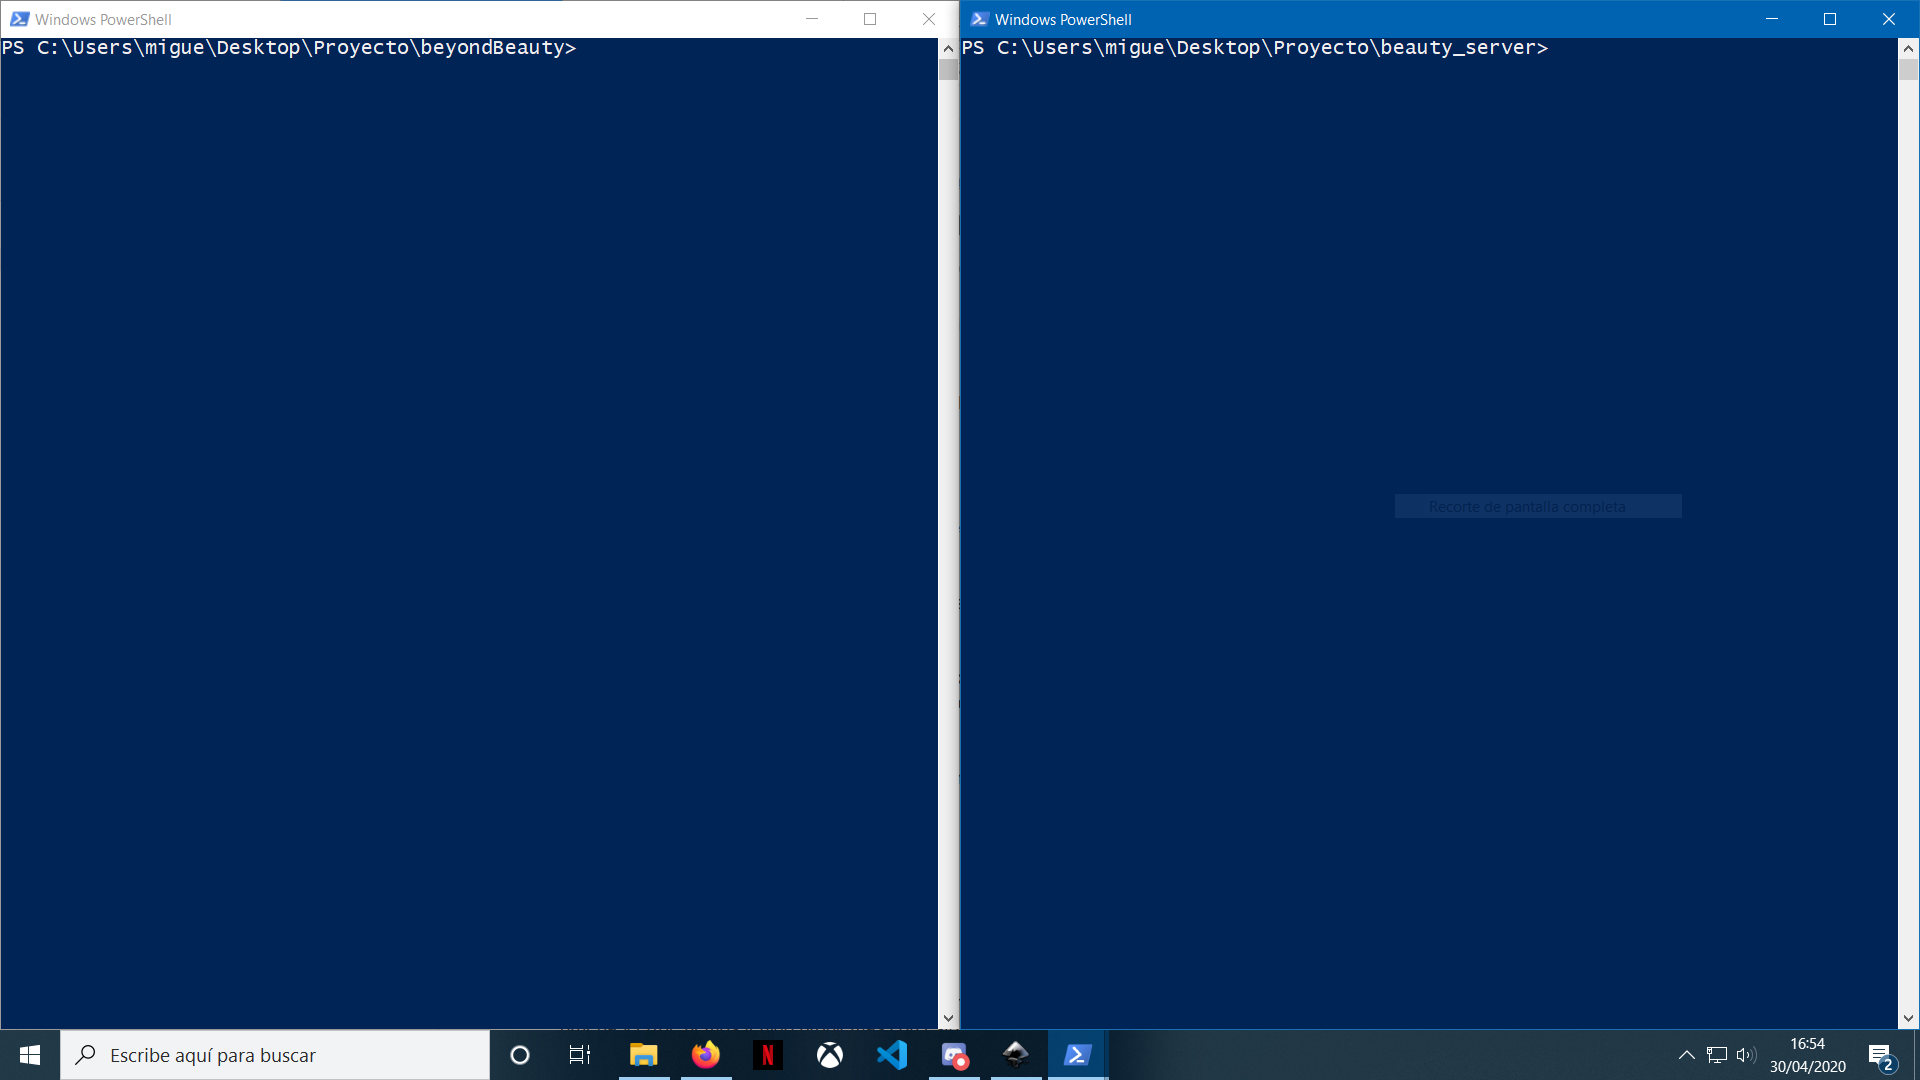 Windows PowerShell
PS C:\Users\migue\Desktop\Proyecto\beyondBeauty>
Windows PowerShell
PS C:\Users\migue\Desktop\Proyecto\beauty_server>
Recorte de pantalla completa
Escribe aquí para buscar
N
16:54
30/04/2020
2